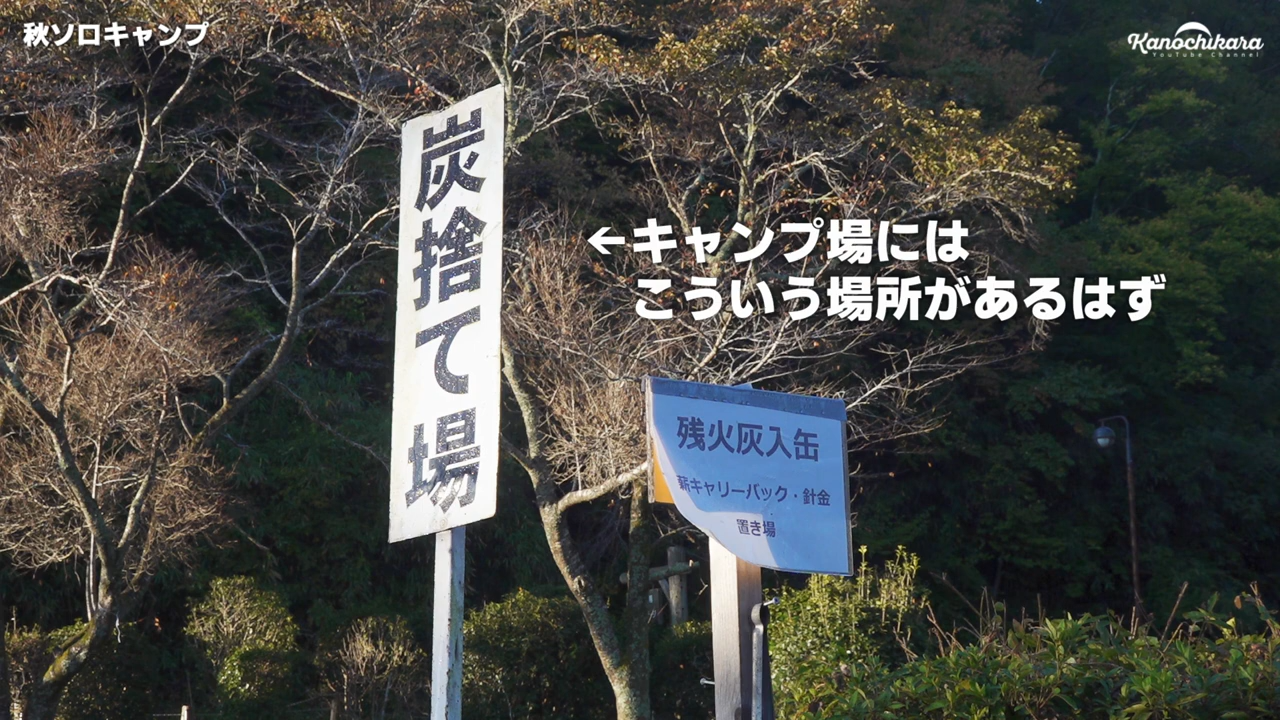 秋ソロキャンプ
Kanochikara
YouTube Channel
炭捨て場
←キャンプ場には
こういう場所があるはず
残火灰入缶
薪キャリーバック・針金
置き場